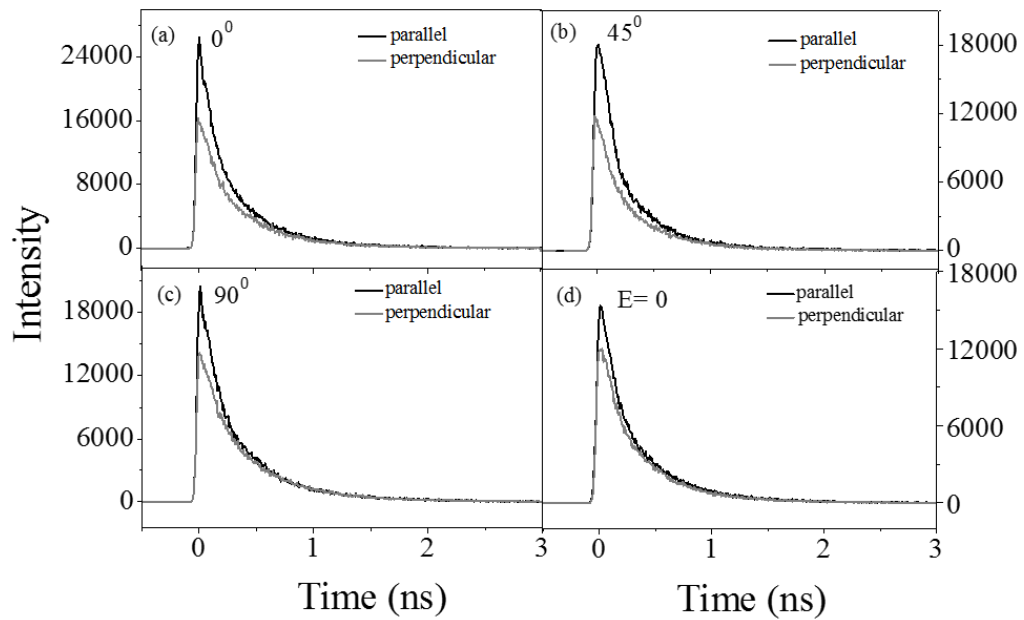 (a) 0⁰
parallel
perpendicular
24000
16000
8000
0
(b) 45⁰
parallel
perpendicular
18000
12000
6000
0
(c) 90⁰
parallel
perpendicular
18000
12000
6000
0
0 1 2 3
(d) E= 0
parallel
perpendicular
18000
12000
6000
0
0 1 2 3
Intensity
Time (ns)
Time (ns)